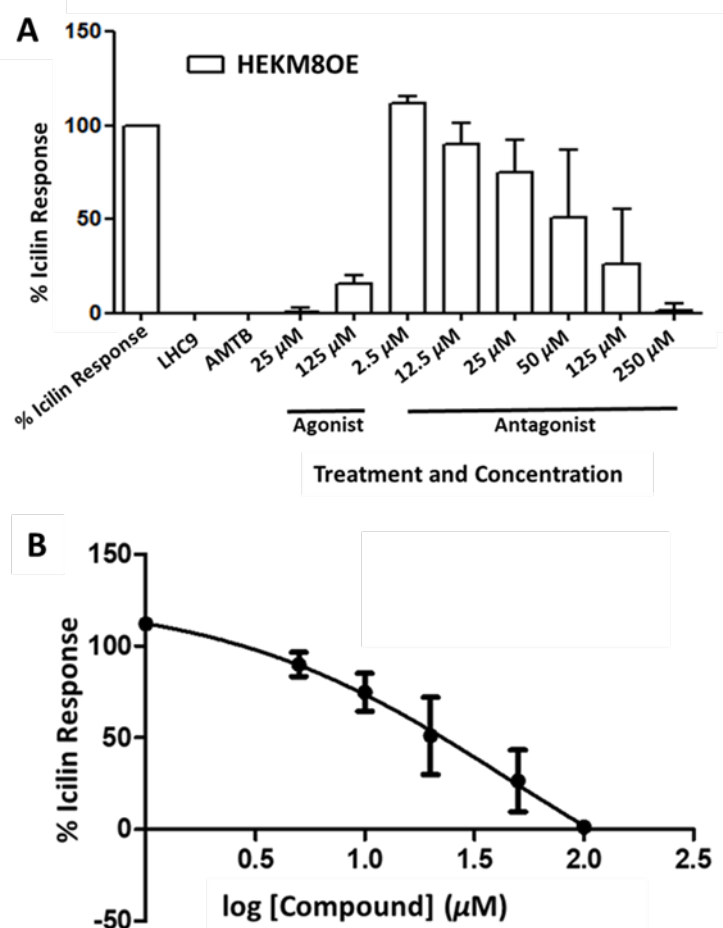 A
150
100
50
0
% Icilin Response
HEKM8OE
% Icilin Response
LHC9
AMTB
25 µM
125 µM
2.5 µM
12.5 µM
25 µM
50 µM
125 µM
250 µM
Agonist
Antagonist
Treatment and Concentration
B
150
100
50
0
-50
% Icilin Response
0.5 1.0 1.5 2.0 2.5
log [Compound] (µM)